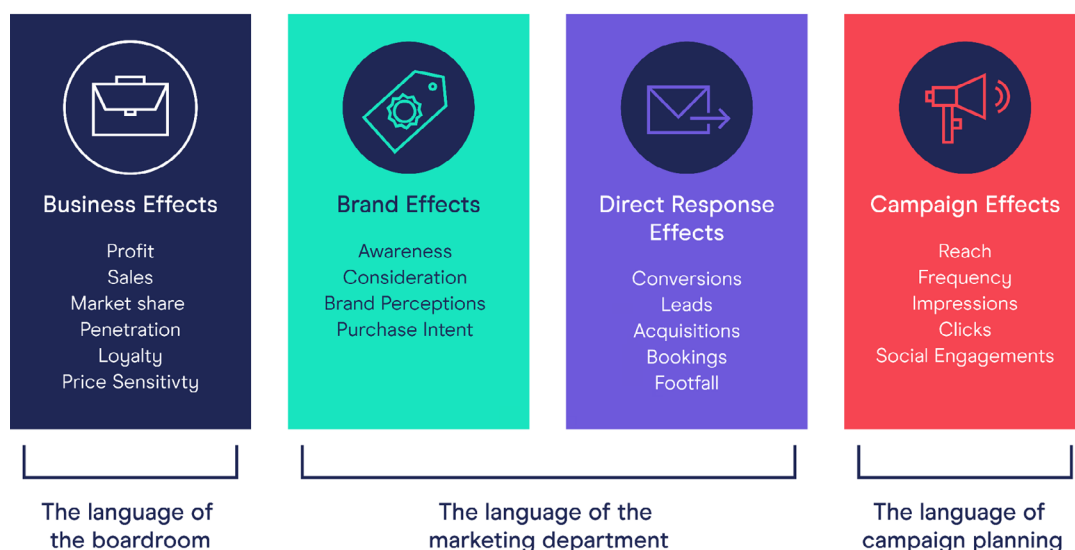 Business Effects
Profit
Sales
Market share
Penetration
Loyalty
Price Sensitivty
Brand Effects
Awareness
Consideration
Brand Perceptions
Purchase Intent
Direct Response
Effects
Conversions
Leads
Acquisitions
Bookings
Footfall
Campaign Effects
Reach
Frequency
Impressions
Clicks
Social Engagements
The language of
the boardroom
The language of the
marketing department
The language of
campaign planning